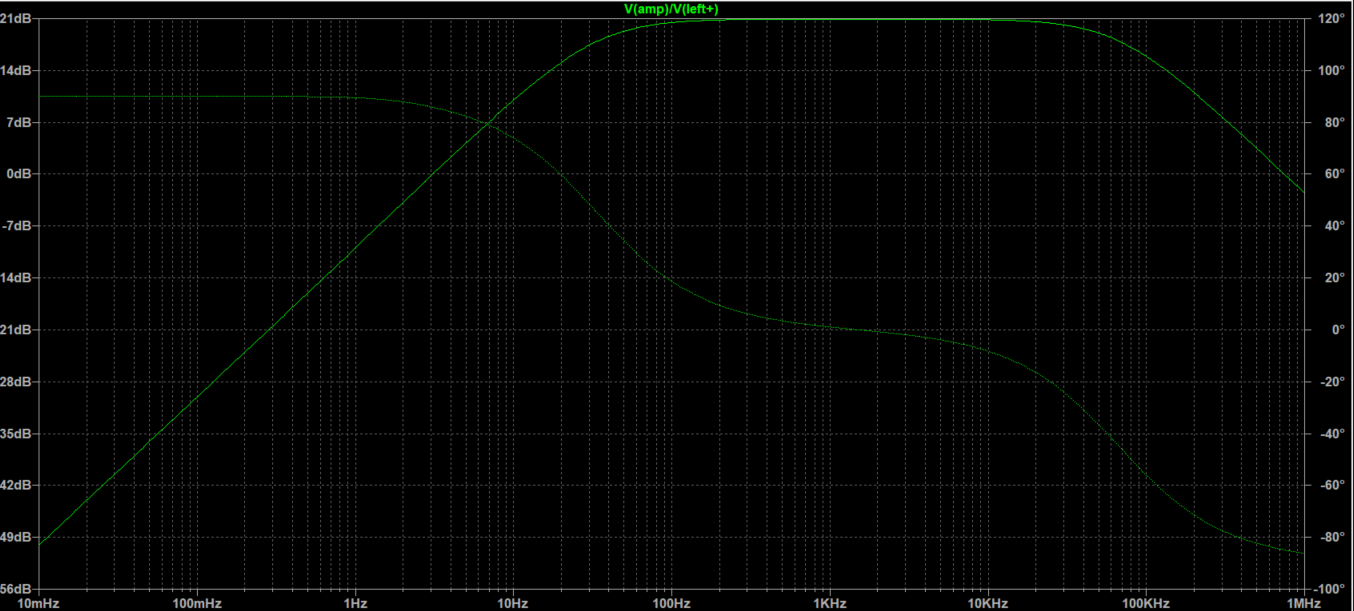 V(amp)/V(left+)
21dB
14dB
7dB
0dB
-7dB
14dB
21dB
28dB
35dB
42dB
49dB
56dB
120°
100°
80°
60°
40°
20°
0°
-20°
-40°
-60°
-80°
-100°
10mHz 100mHz 1Hz 10Hz 100Hz 1KHz 10KHz 100KHz 1MHz